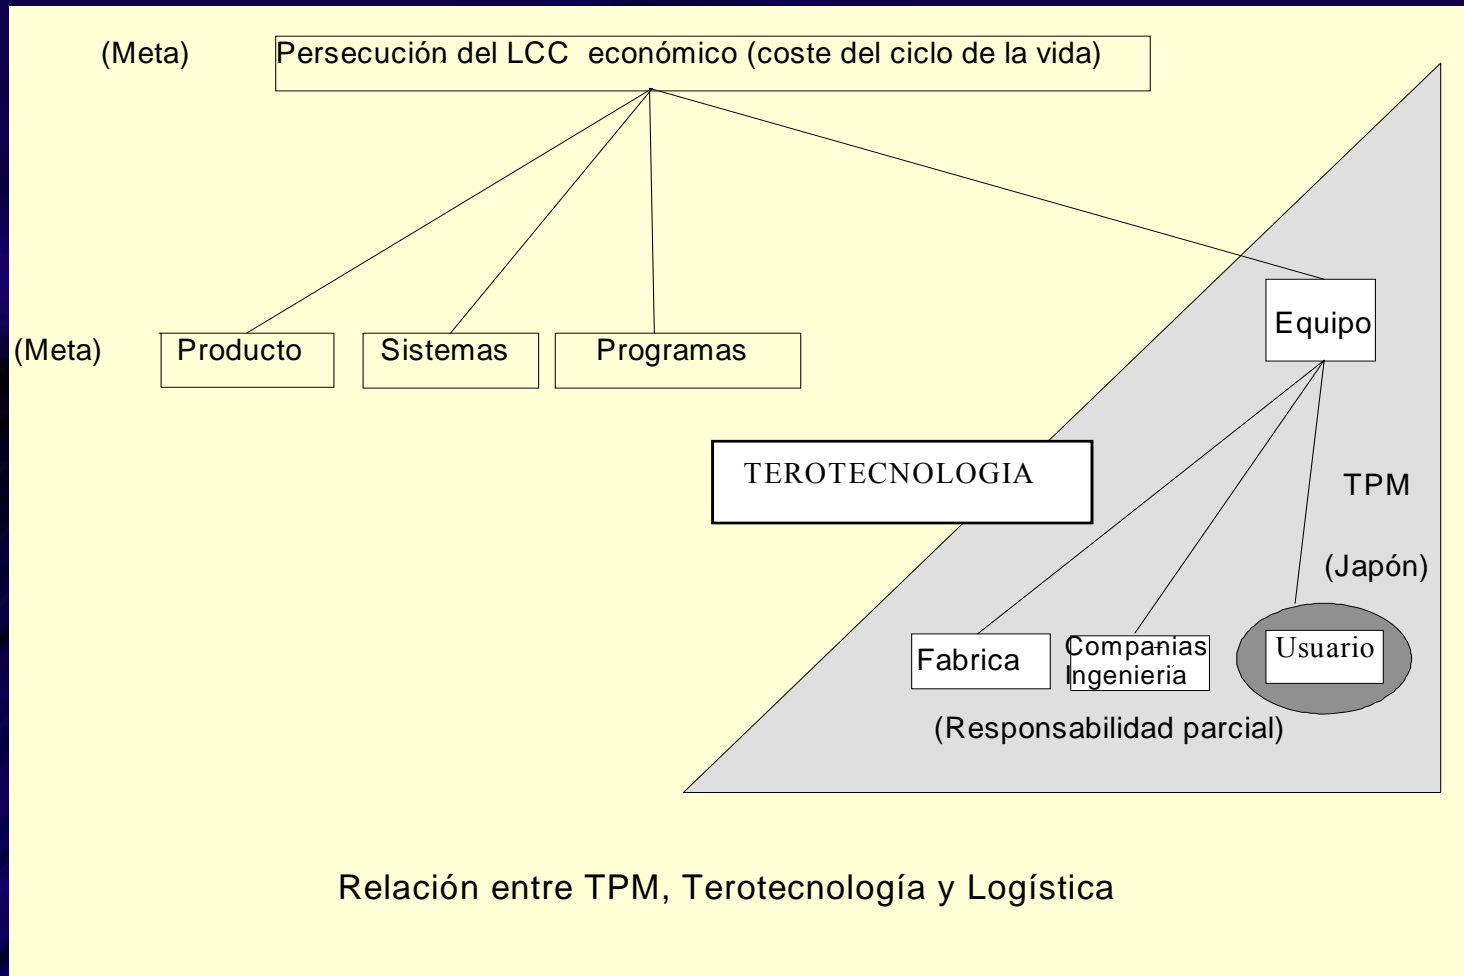 (Meta)
Persecución del LCC económico (coste del ciclo de la vida)
(Meta)
Producto
Sistemas
Programas
Equipo
TEROTECNOLOGIA
TPM
(Japón)
Fabrica
Compañias
Ingenieria
Usuario
(Responsabilidad parcial)
Relación entre TPM, Terotecnología y Logística